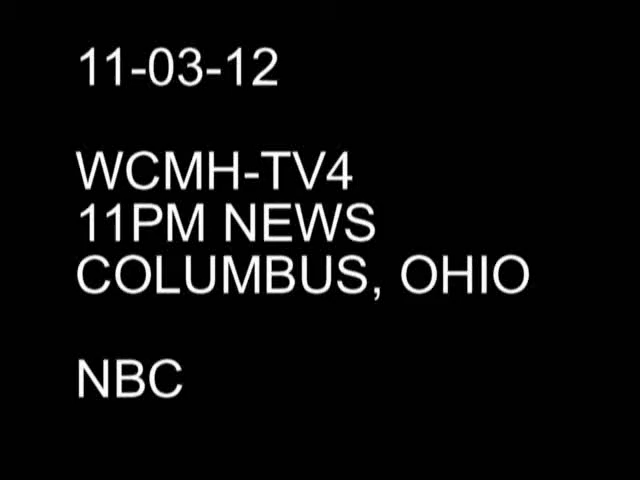 11-03-12
WCMH-TV4
11PM NEWS
COLUMBUS, OHIO
NBC